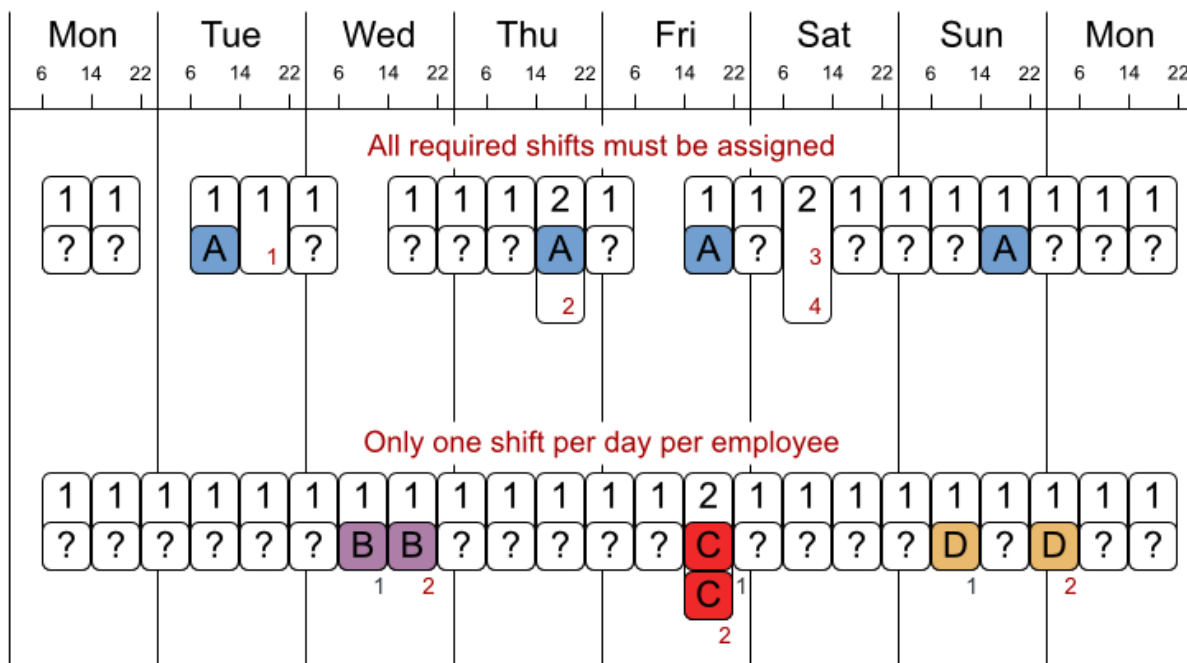 Mon Tue Wed Thu Fri Sat Sun Mon
6 14 22 6 14 22 6 14 22 6 14 22 6 14 22 6 14 22 6 14 22 6 14 22
All required shifts must be assigned
1 1 1 1 1 1 1 1 2 1 1 1 2 1 1 1 1 1 1 1
? ? A 1 ? ? ? ? A ? A ? 3 ? ? ? A ? ? ?
2 4
Only one shift per day per employee
1 1 1 1 1 1 1 1 1 1 1 1 1 2 1 1 1 1 1 1 1 1 1
? ? ? ? ? ? B B ? ? ? ? ? C ? ? ? ? D ? D ? ?
1 2 C 1 1 2
2